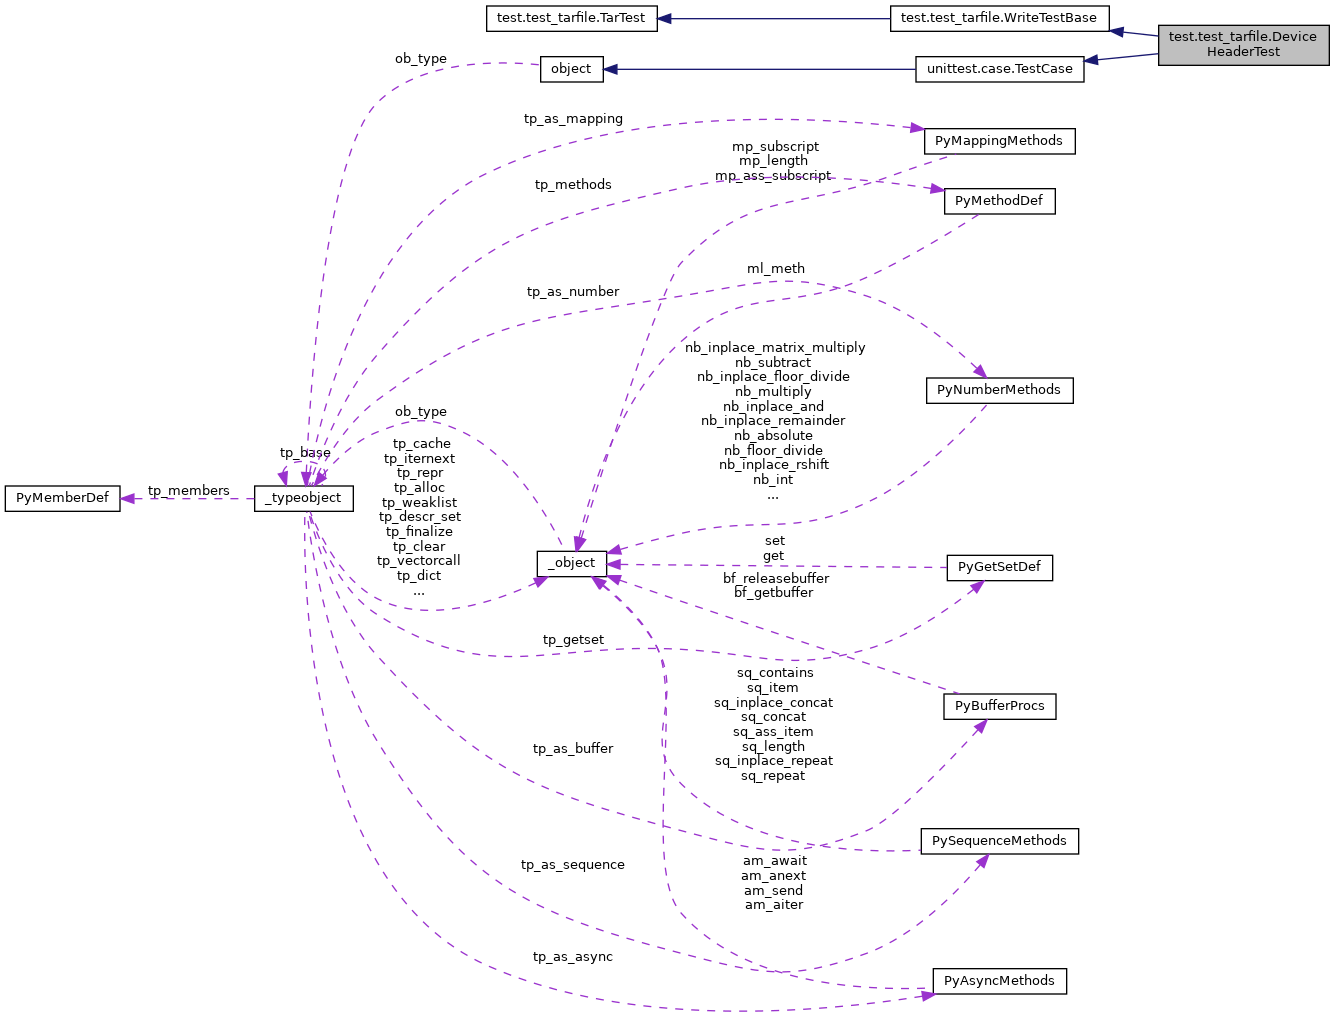 test.test_tarfile.TarTest
test.test_tarfile.WriteTestBase
test.test_tarfile.Device
HeaderTest
ob_type
object
unittest.case.TestCase
tp_as_mapping
PyMappingMethods
mp_subscript
mp_length
mp_ass_subscript
tp_methods
PyMethodDef
ml_meth
tp_as_number
nb_inplace_matrix_multiply
nb_subtract
nb_inplace_floor_divide
nb_multiply
nb_inplace_and
nb_inplace_remainder
nb_absolute
nb_floor_divide
nb_inplace_rshift
nb_int
...
PyNumberMethods
ob_type
tp_cache
tp_iternext
tp_repr
tp_alloc
tp_weaklist
tp_descr_set
tp_finalize
tp_clear
tp_vectorcall
tp_dict
...
tp_base
PyMemberDef
tp_members
_typeobject
_object
set
get
PyGetSetDef
bf_releasebuffer
bf_getbuffer
tp_getset
sq_contains
sq_item
sq_inplace_concat
sq_concat
sq_ass_item
sq_length
sq_inplace_repeat
sq_repeat
PyBufferProcs
tp_as_buffer
PySequenceMethods
tp_as_sequence
am_await
am_anext
am_send
am_aiter
tp_as_async
PyAsyncMethods